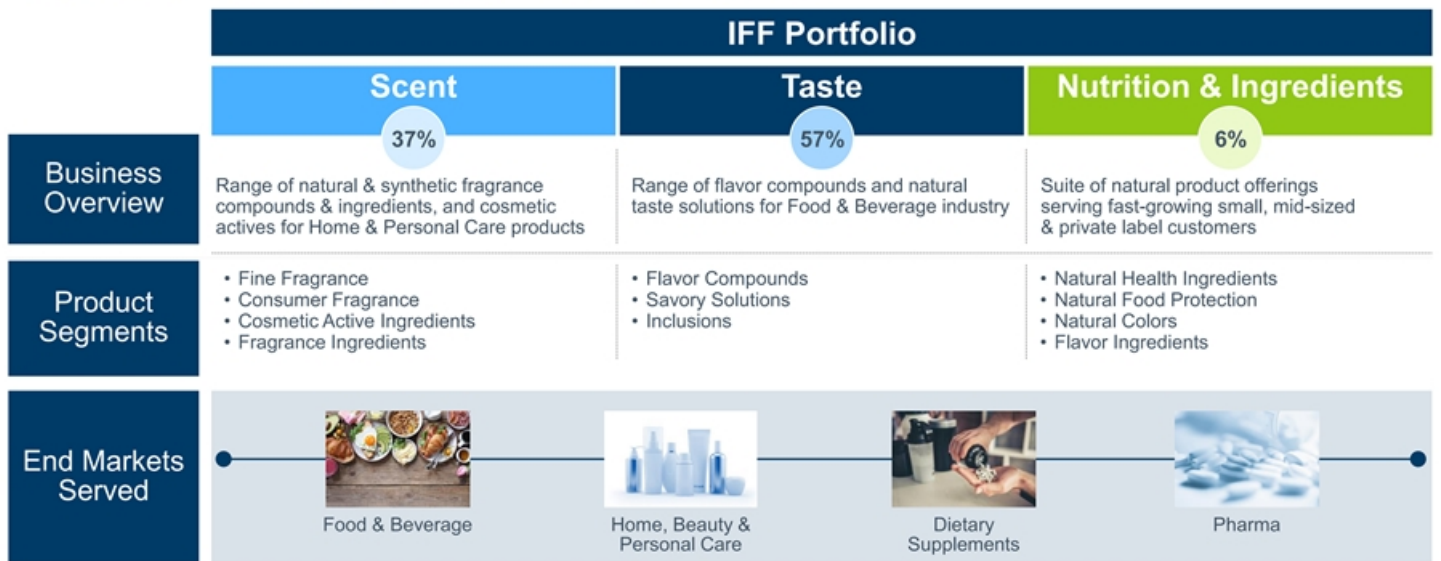 IFF Portfolio
Scent
Taste
Nutrition & Ingredients
37%
57%
6%
Business
Overview
Range of natural & synthetic fragrance
compounds & ingredients, and cosmetic
actives for Home & Personal Care products
Range of flavor compounds and natural
taste solutions for Food & Beverage industry
Suite of natural product offerings
serving fast-growing small, mid-sized
& private label customers
Product
Segments
• Fine Fragrance
• Consumer Fragrance
• Cosmetic Active Ingredients
• Fragrance Ingredients
• Flavor Compounds
• Savory Solutions
• Inclusions
• Natural Health Ingredients
• Natural Food Protection
• Natural Colors
• Flavor Ingredients
End Markets
Served
Food & Beverage
Home, Beauty &
Personal Care
Dietary
Supplements
Pharma